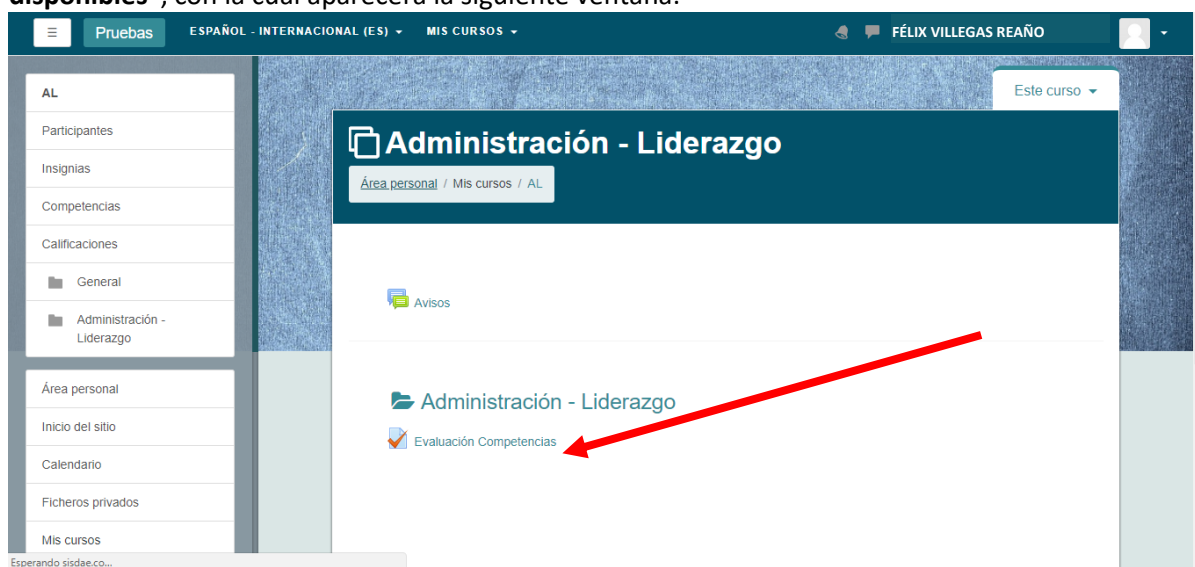 disponibles", con la cual aparecerá la siguiente ventana:
Pruebas ESPAÑOL - INTERNACIONAL (ES) MIS CURSOS FÉLIX VILLEGAS REAÑO
Este curso
AL
Participantes
Insignias
Competencias
Calificaciones
General
Administración -
Liderazgo
Área personal
Inicio del sitio
Calendario
Ficheros privados
Mis cursos
Esperando sisdae.co...
Administración - Liderazgo
Área personal / Mis cursos / AL
Avisos
Administración - Liderazgo
Evaluación Competencias